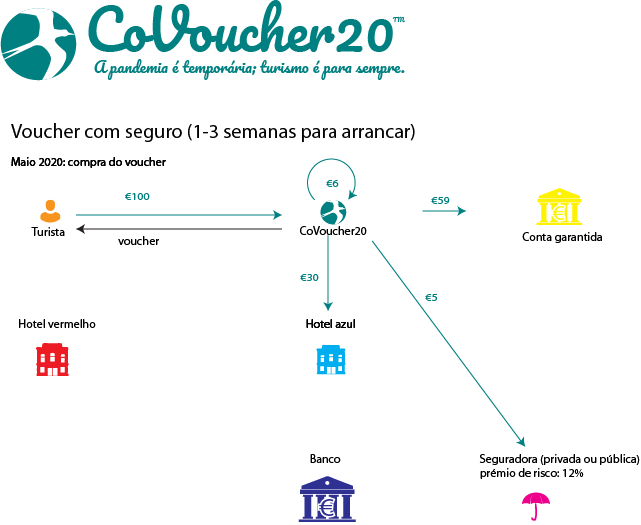 CoVoucher20™
A pandemia é temporária; turismo é para sempre.
Voucher com seguro (1-3 semanas para arrancar)
Maio 2020: compra do voucher
€100
€6
€59
Turista
voucher
CoVoucher20
Conta garantida
€30
€5
Hotel vermelho
Hotel azul
Banco
Seguradora (privada ou pública)
prémio de risco: 12%
€
€